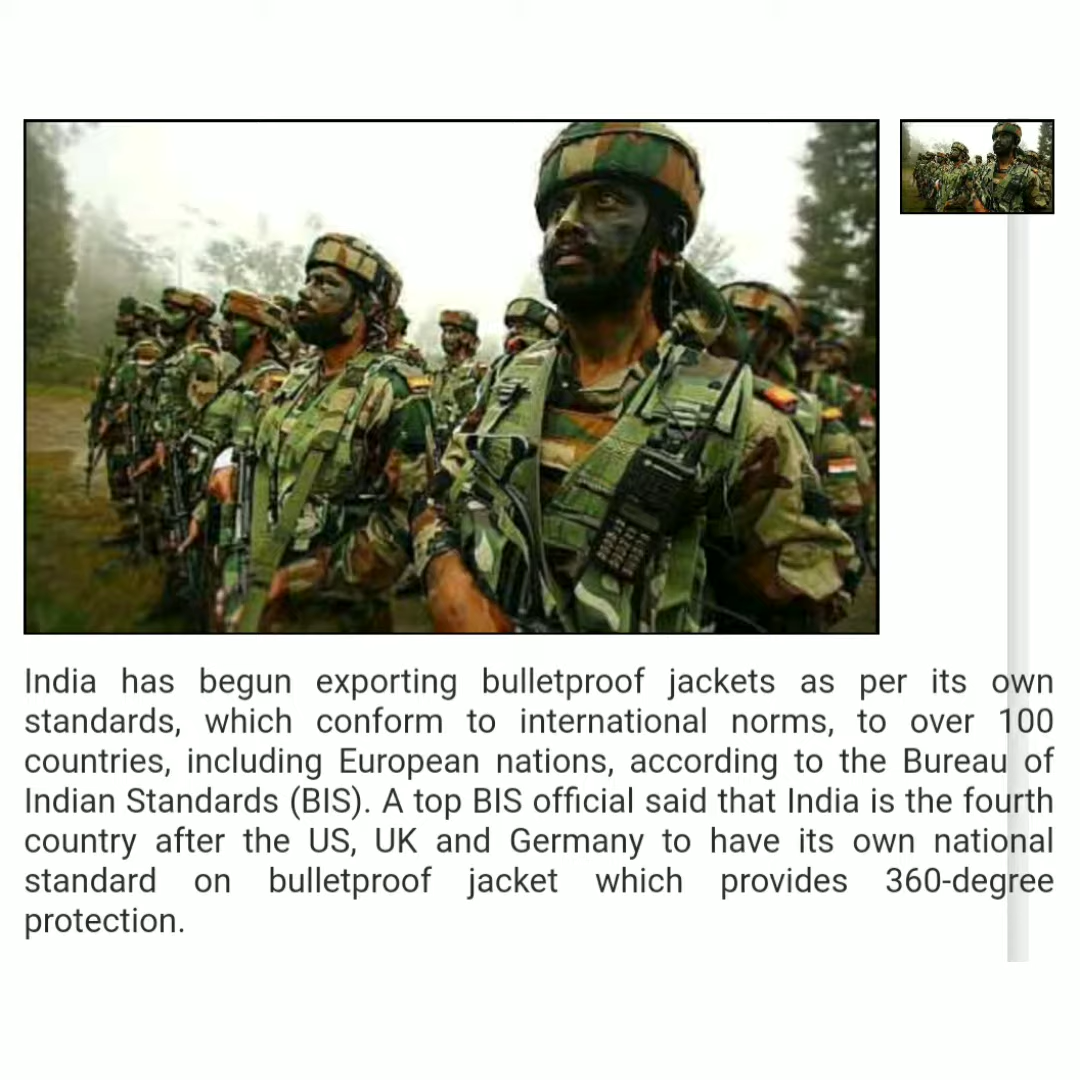 India has begun exporting bulletproof jackets as per its own
standards, which conform to international norms, to over 100
countries, including European nations, according to the Bureau of
Indian Standards (BIS). A top BIS official said that India is the fourth
country after the US, UK and Germany to have its own national
standard on bulletproof jacket which provides 360-degree
protection.